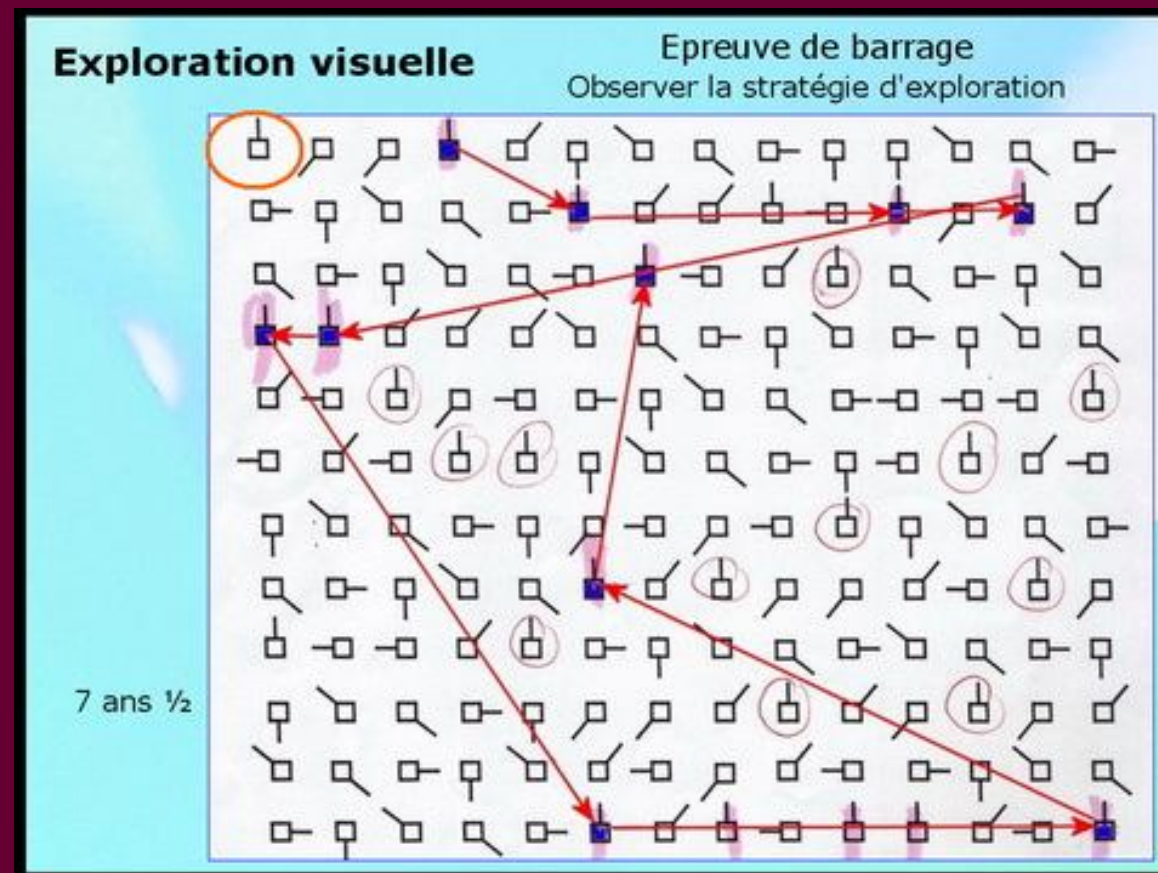 Exploration visuelle
Epreuve de barrage
Observer la stratégie d'exploration
7 ans ½